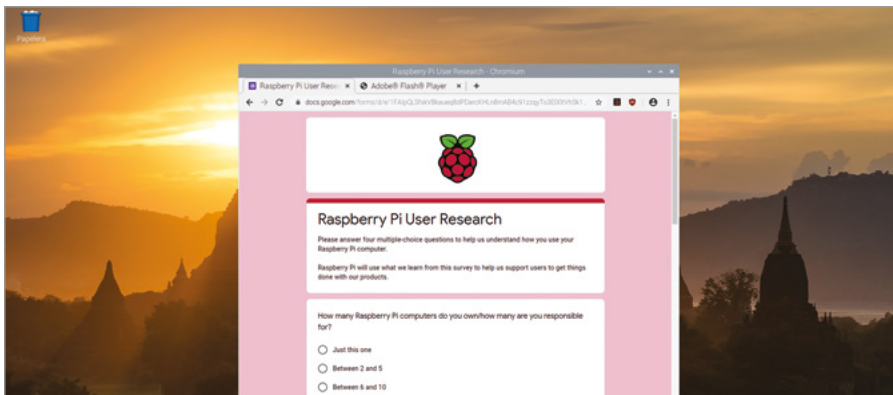 Papelera
Raspberry Pi User Research - Chromium
Raspberry Pi User Resea
Adobe® Flash® Player
docs.google.com
Raspberry Pi User Research
Please answer four multiple-choice questions to help us understand how you use your
Raspberry Pi computer.
Raspberry Pi will use what we learn from this survey to help us support users to get things
done with our products.
How many Raspberry Pi computers do you own/how many are you responsible
for?
Just this one
Between 2 and 5
Between 6 and 10